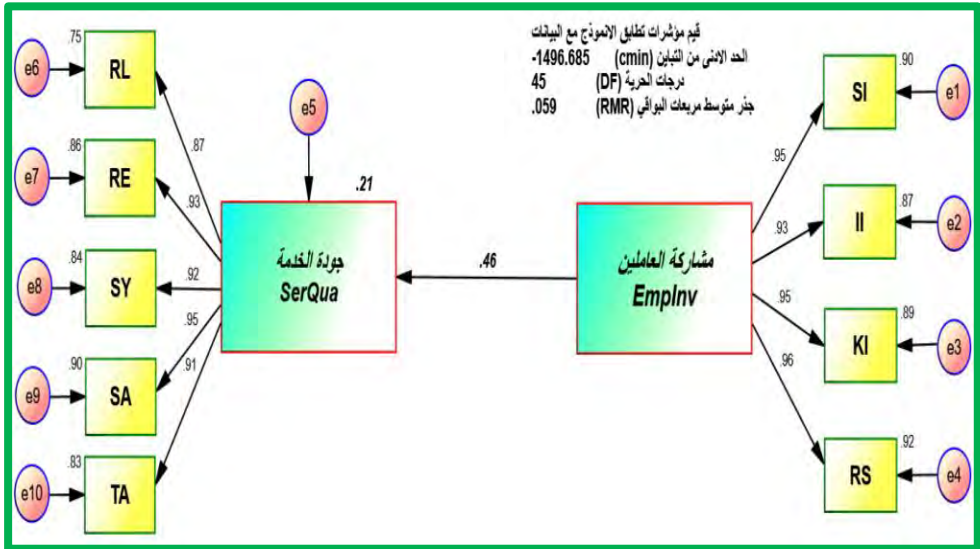 قيم مؤشرات تطابق الانموذج مع البيانات
الحد الادنى من التباين (cmin) -1496.685
درجات الحرية (DF) 45
جذر متوسط مربعات البواقي (RMR) .059
e6
.75
RL
.87
e7
.86
RE
.93
e8
.84
SY
.92
e9
.90
SA
.95
e10
.83
TA
.91
e5
.21
جودة الخدمة
SerQua
.46
مشاركة العاملين
EmpInv
.95
SI
.90
e1
.93
II
.87
e2
.95
KI
.89
e3
.96
RS
.92
e4